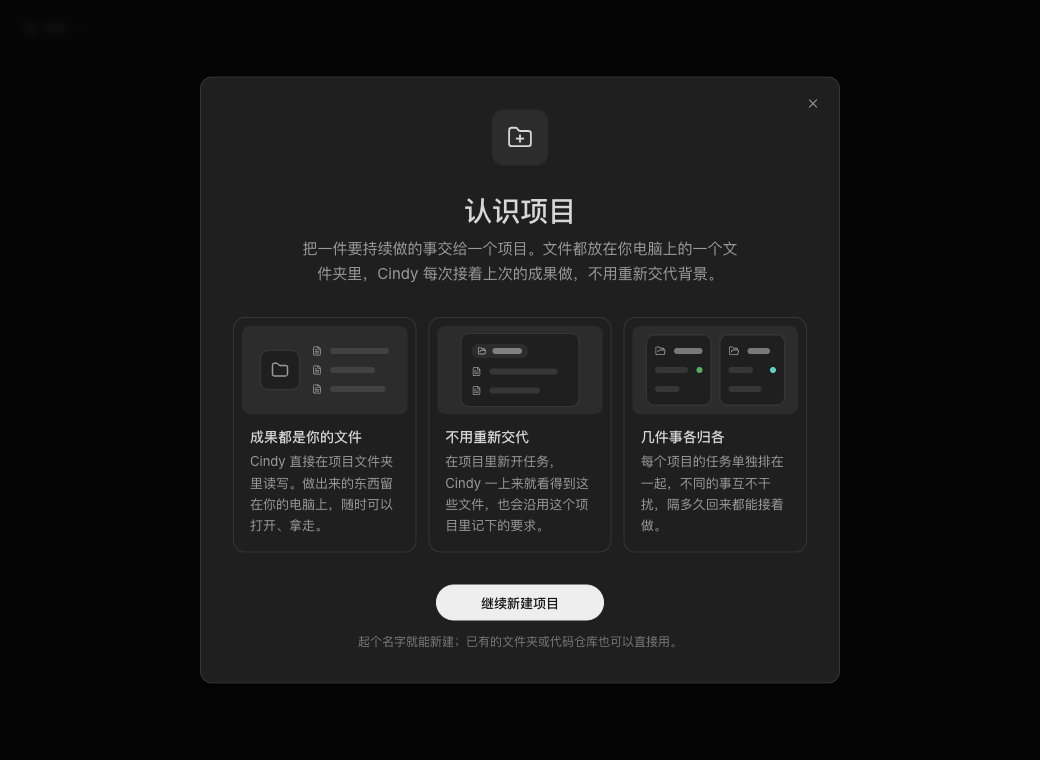 认识项目
把一件要持续做的事交给一个项目。文件都放在你电脑上的一个文
件夹里，Cindy 每次接着上次的成果做，不用重新交代背景。
成果都是你的文件
Cindy 直接在项目文件夹
里读写。做出来的东西留
在你的电脑上，随时可以
打开、拿走。
不用重新交代
在项目里新开任务，
Cindy 一上来就看得到这
些文件，也会沿用这个项
目里记下的要求。
几件事各归各
每个项目的任务单独排在
一起，不同的事互不干
扰，隔多久回来都能接着
做。
继续新建项目
起个名字就能新建；已有的文件夹或代码仓库也可以直接用。